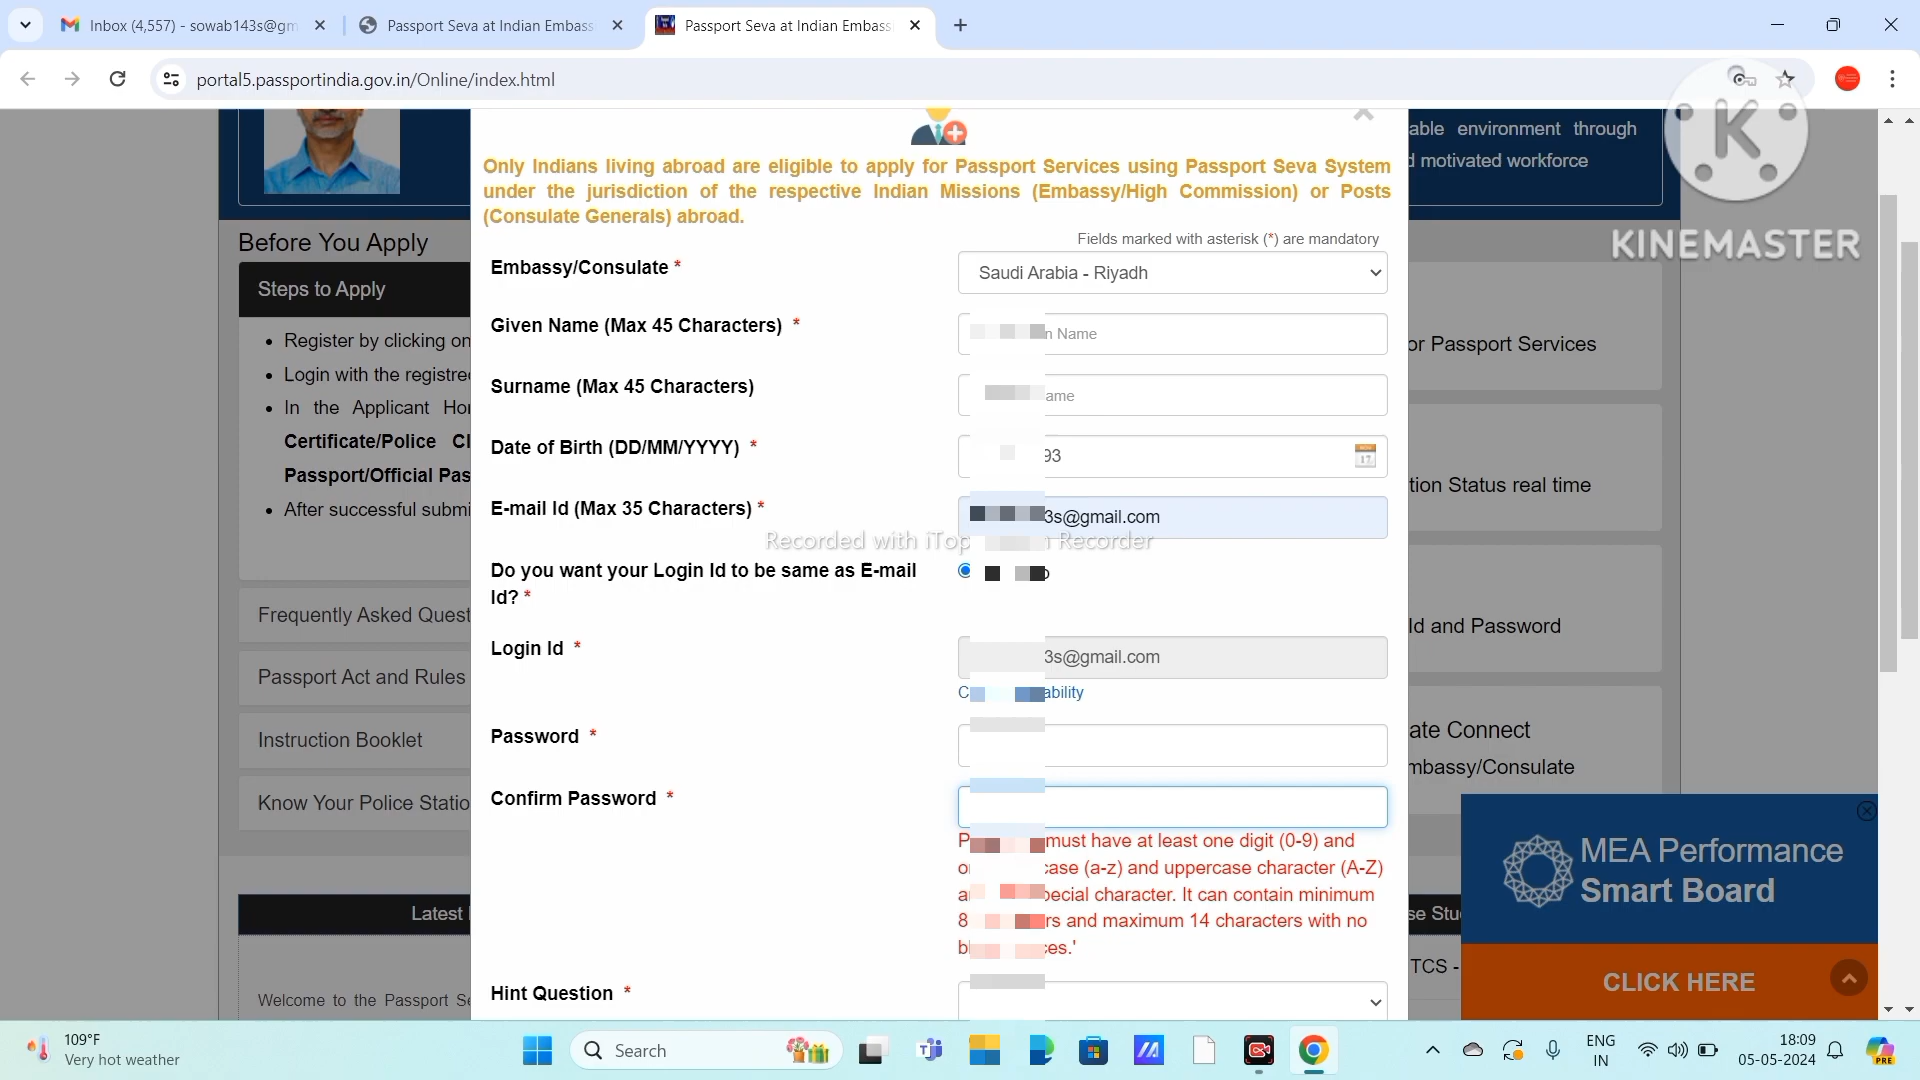 Inbox (4,557) - sowab143s@gm
Passport Seva at Indian Embass
Passport Seva at Indian Embass
portal5.passportindia.gov.in/Online/index.html
able environment through
d motivated workforce
KINEMASTER
Only Indians living abroad are eligible to apply for Passport Services using Passport Seva System
under the jurisdiction of the respective Indian Missions (Embassy/High Commission) or Posts
(Consulate Generals) abroad.
Before You Apply
Steps to Apply
Register by clicking on
Login with the registre
In the Applicant Ho
Certificate/Police Cl
Passport/Official Pas
After successful submi
Frequently Asked Quest
Passport Act and Rules
Instruction Booklet
Know Your Police Statio
Latest
Welcome to the Passport Se
Fields marked with asterisk (*) are mandatory
Embassy/Consulate *
Saudi Arabia - Riyadh
Given Name (Max 45 Characters) *
n Name
Surname (Max 45 Characters)
ame
Date of Birth (DD/MM/YYYY) *
93
E-mail Id (Max 35 Characters) *
3s@gmail.com
Recorded with iTop Recorder
Do you want your Login Id to be same as E-mail
Id? *
Login Id *
3s@gmail.com
ability
Password *
Confirm Password *
must have at least one digit (0-9) and
case (a-z) and uppercase character (A-Z)
pecial character. It can contain minimum
8 rs and maximum 14 characters with no
ces.'
Hint Question *
or Passport Services
tion Status real time
Id and Password
ate Connect
mbassy/Consulate
MEA Performance
Smart Board
se Stu
TCS -
CLICK HERE
109°F
Very hot weather
Search
ENG
IN
18:09
05-05-2024
PRE